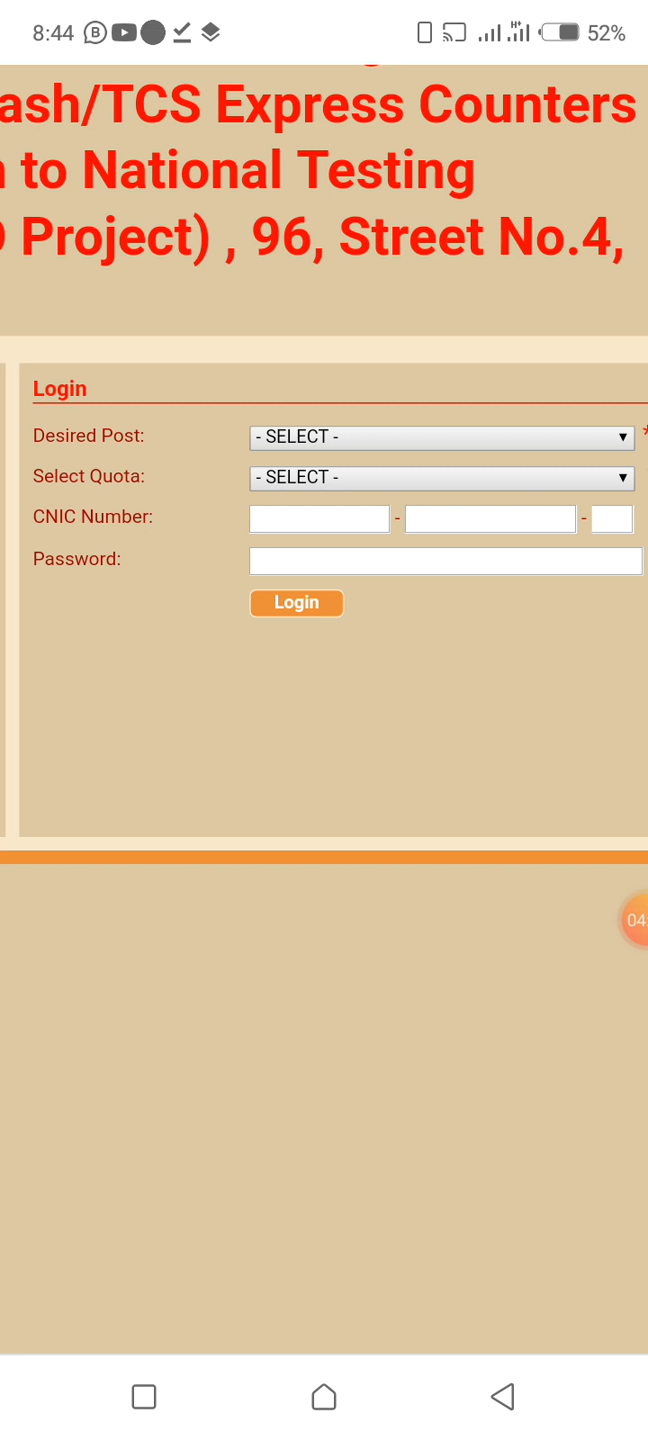 8:44 B H+ 52%
ash/TCS Express Counters
to National Testing
Project) , 96, Street No.4,
Login
Desired Post: - SELECT - *
Select Quota: - SELECT -
CNIC Number: - -
Password:
Login
04